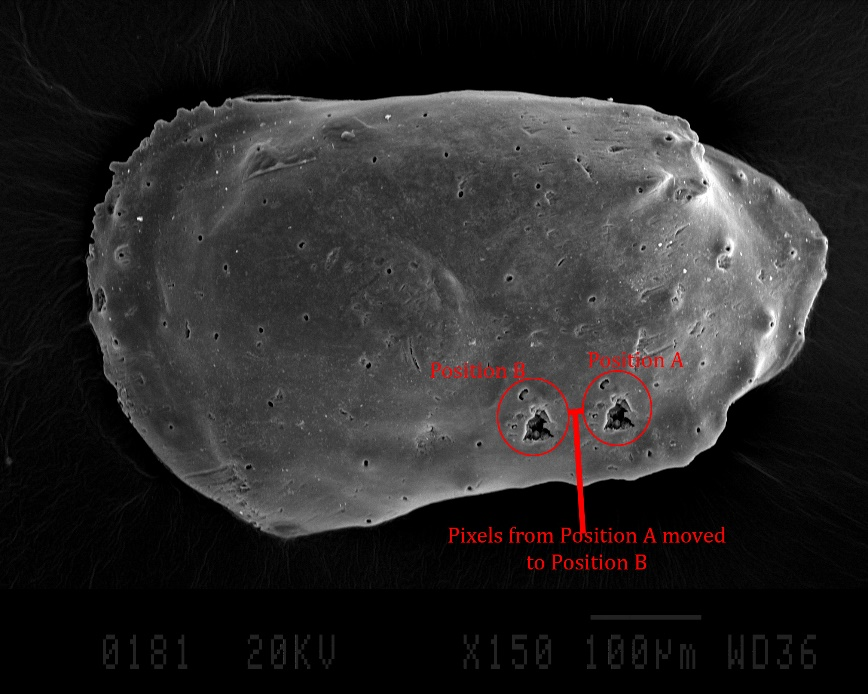 Position A
Position B
Pixels from Position A moved
to Position B
0181 20KV X150 100µm WD36